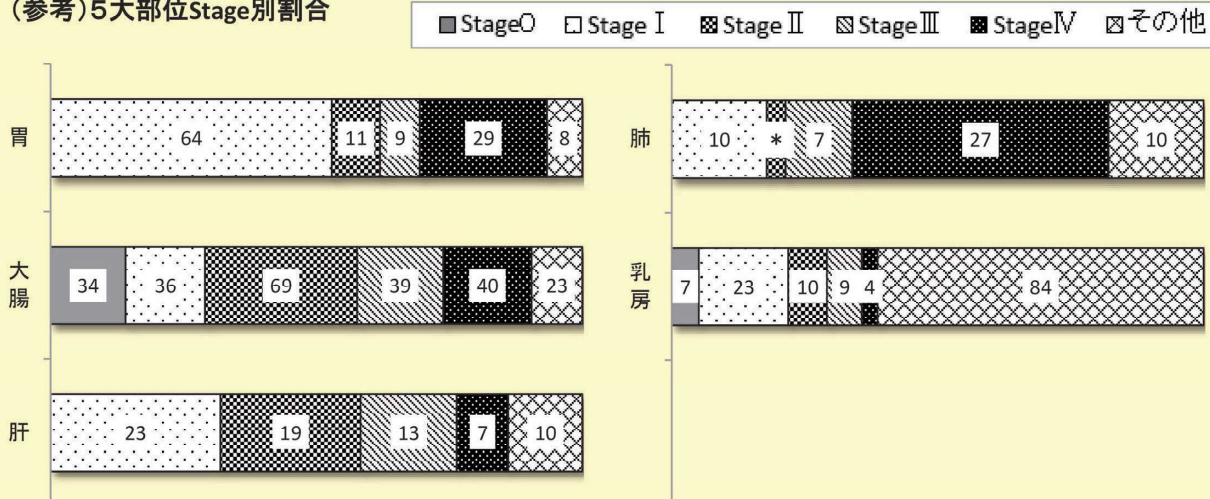 (参考)5大部位Stage別割合
Stage0 StageⅠ StageⅡ StageⅢ StageⅣ その他
胃 64 11 9 29 8
大腸 34 36 69 39 40 23
肝 23 19 13 7 10
肺 10 * 7 27 10
乳房 7 23 10 9 4 84